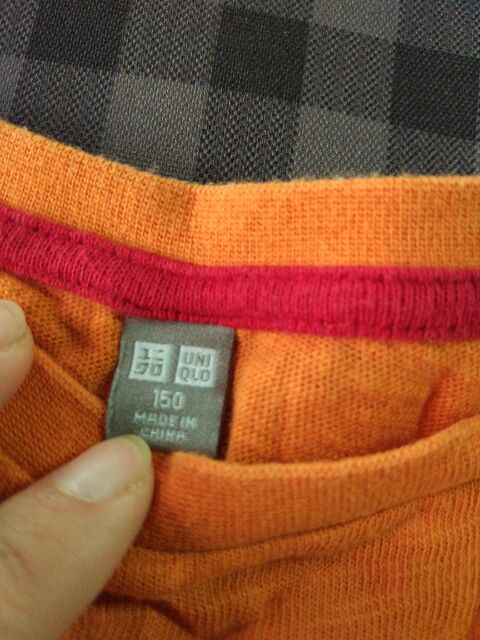 ユニ UNI
クロ QLO
150
MADE IN
CHINA